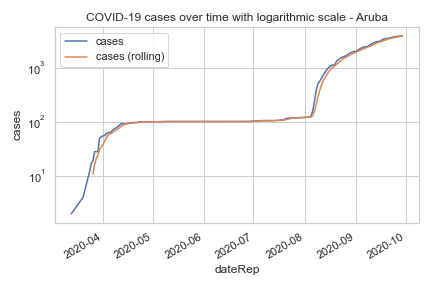 COVID-19 cases over time with logarithmic scale - Aruba
cases
cases (rolling)
cases
10³
10²
10¹
2020-04
2020-05
2020-06
2020-07
2020-08
2020-09
2020-10
dateRep